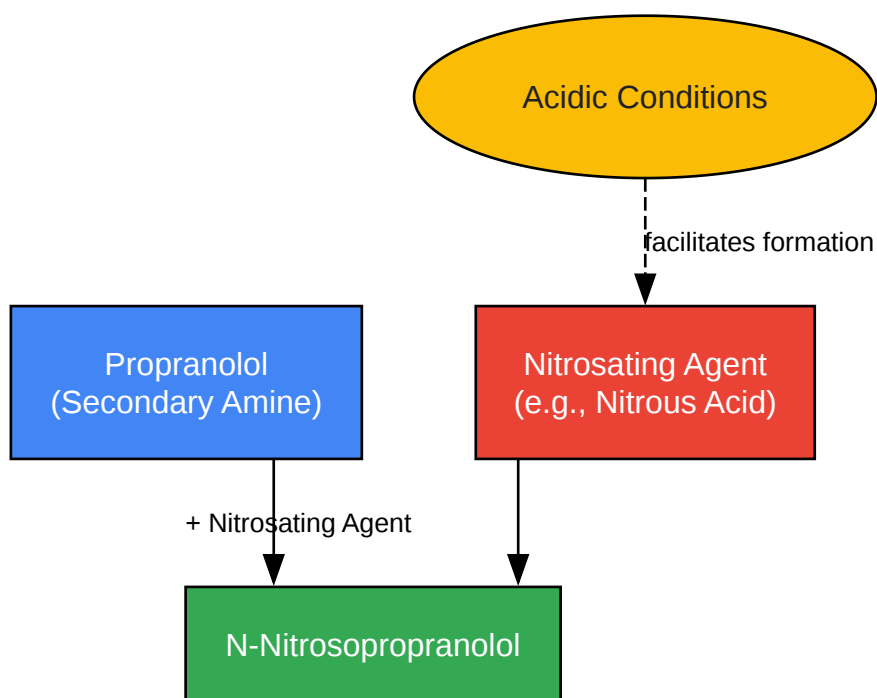 Acidic Conditions
facilitates formation
Propranolol
(Secondary Amine)
Nitrosating Agent
(e.g., Nitrous Acid)
+ Nitrosating Agent
N-Nitrosopropranolol